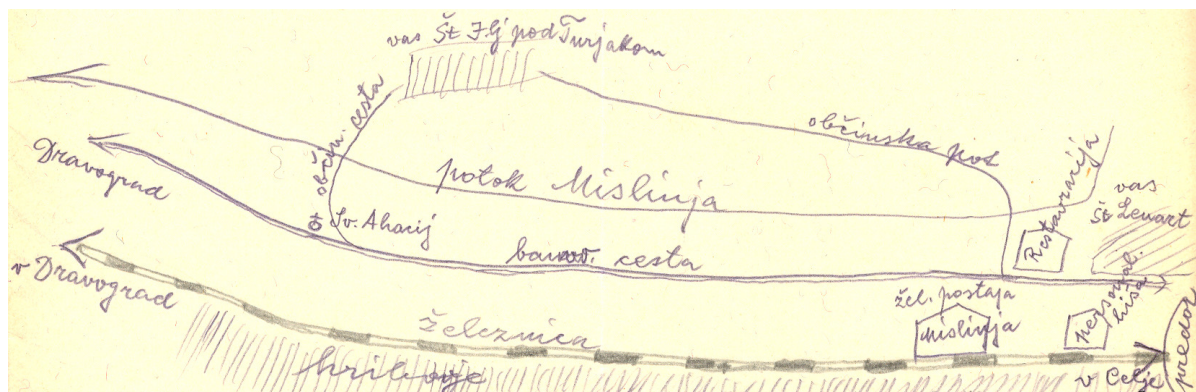 vas Št Ilj pod Turjakom
občin. cesta
občinska pot
Dravograd
potok Mislinja
Restavracija
vas
Št Lenart
Sv. Aharij
banov. cesta
v Dravograd
železnica
žel. postaja
Mislinja
personal.
hiša
hribovje
v Celje